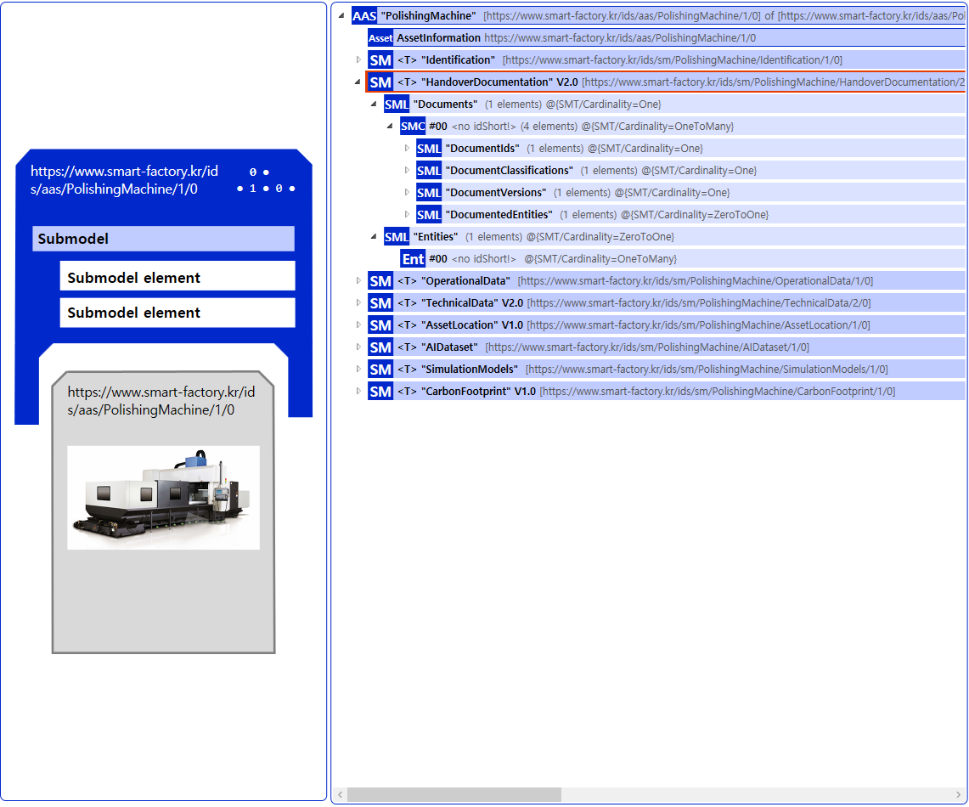 https://www.smart-factory.kr/id
s/aas/PolishingMachine/1/0
0 ●
● 1 ● 0 ●
Submodel
Submodel element
Submodel element
https://www.smart-factory.kr/id
s/aas/PolishingMachine/1/0
AAS "PolishingMachine" [https://www.smart-factory.kr/ids/aas/PolishingMachine/1/0] of [https://www.smart-factory.kr/ids/aas/Pol
Asset AssetInformation https://www.smart-factory.kr/ids/aas/PolishingMachine/1/0
SM <T> "Identification" [https://www.smart-factory.kr/ids/sm/PolishingMachine/Identification/1/0]
SM <T> "HandoverDocumentation" V2.0 [https://www.smart-factory.kr/ids/sm/PolishingMachine/HandoverDocumentation/2
SML "Documents" (1 elements) @{SMT/Cardinality=One}
SMC #00 <no idShort!> (4 elements) @{SMT/Cardinality=OneToMany}
SML "DocumentIds" (1 elements) @{SMT/Cardinality=One}
SML "DocumentClassifications" (1 elements) @{SMT/Cardinality=One}
SML "DocumentVersions" (1 elements) @{SMT/Cardinality=One}
SML "DocumentedEntities" (1 elements) @{SMT/Cardinality=ZeroToOne}
SML "Entities" (1 elements) @{SMT/Cardinality=ZeroToOne}
Ent #00 <no idShort!> @{SMT/Cardinality=OneToMany}
SM <T> "OperationalData" [https://www.smart-factory.kr/ids/sm/PolishingMachine/OperationalData/1/0]
SM <T> "TechnicalData" V2.0 [https://www.smart-factory.kr/ids/sm/PolishingMachine/TechnicalData/2/0]
SM <T> "AssetLocation" V1.0 [https://www.smart-factory.kr/ids/sm/PolishingMachine/AssetLocation/1/0]
SM <T> "AIDataset" [https://www.smart-factory.kr/ids/sm/PolishingMachine/AIDataset/1/0]
SM <T> "SimulationModels" [https://www.smart-factory.kr/ids/sm/PolishingMachine/SimulationModels/1/0]
SM <T> "CarbonFootprint" V1.0 [https://www.smart-factory.kr/ids/sm/PolishingMachine/CarbonFootprint/1/0]